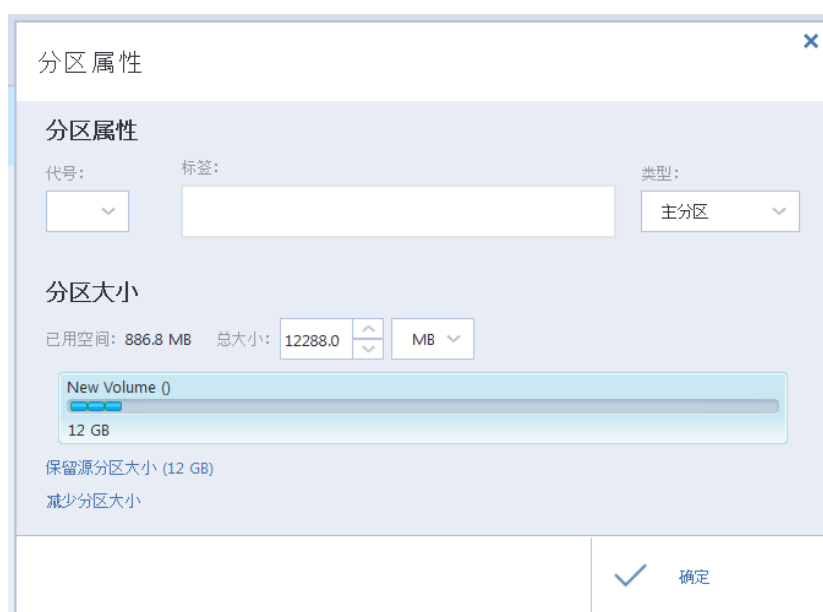 分区属性
分区属性
代号: 标签: 类型:
主分区
分区大小
已用空间: 886.8 MB 总大小: 12288.0 MB
New Volume ()
12 GB
保留源分区大小 (12 GB)
减少分区大小
确定